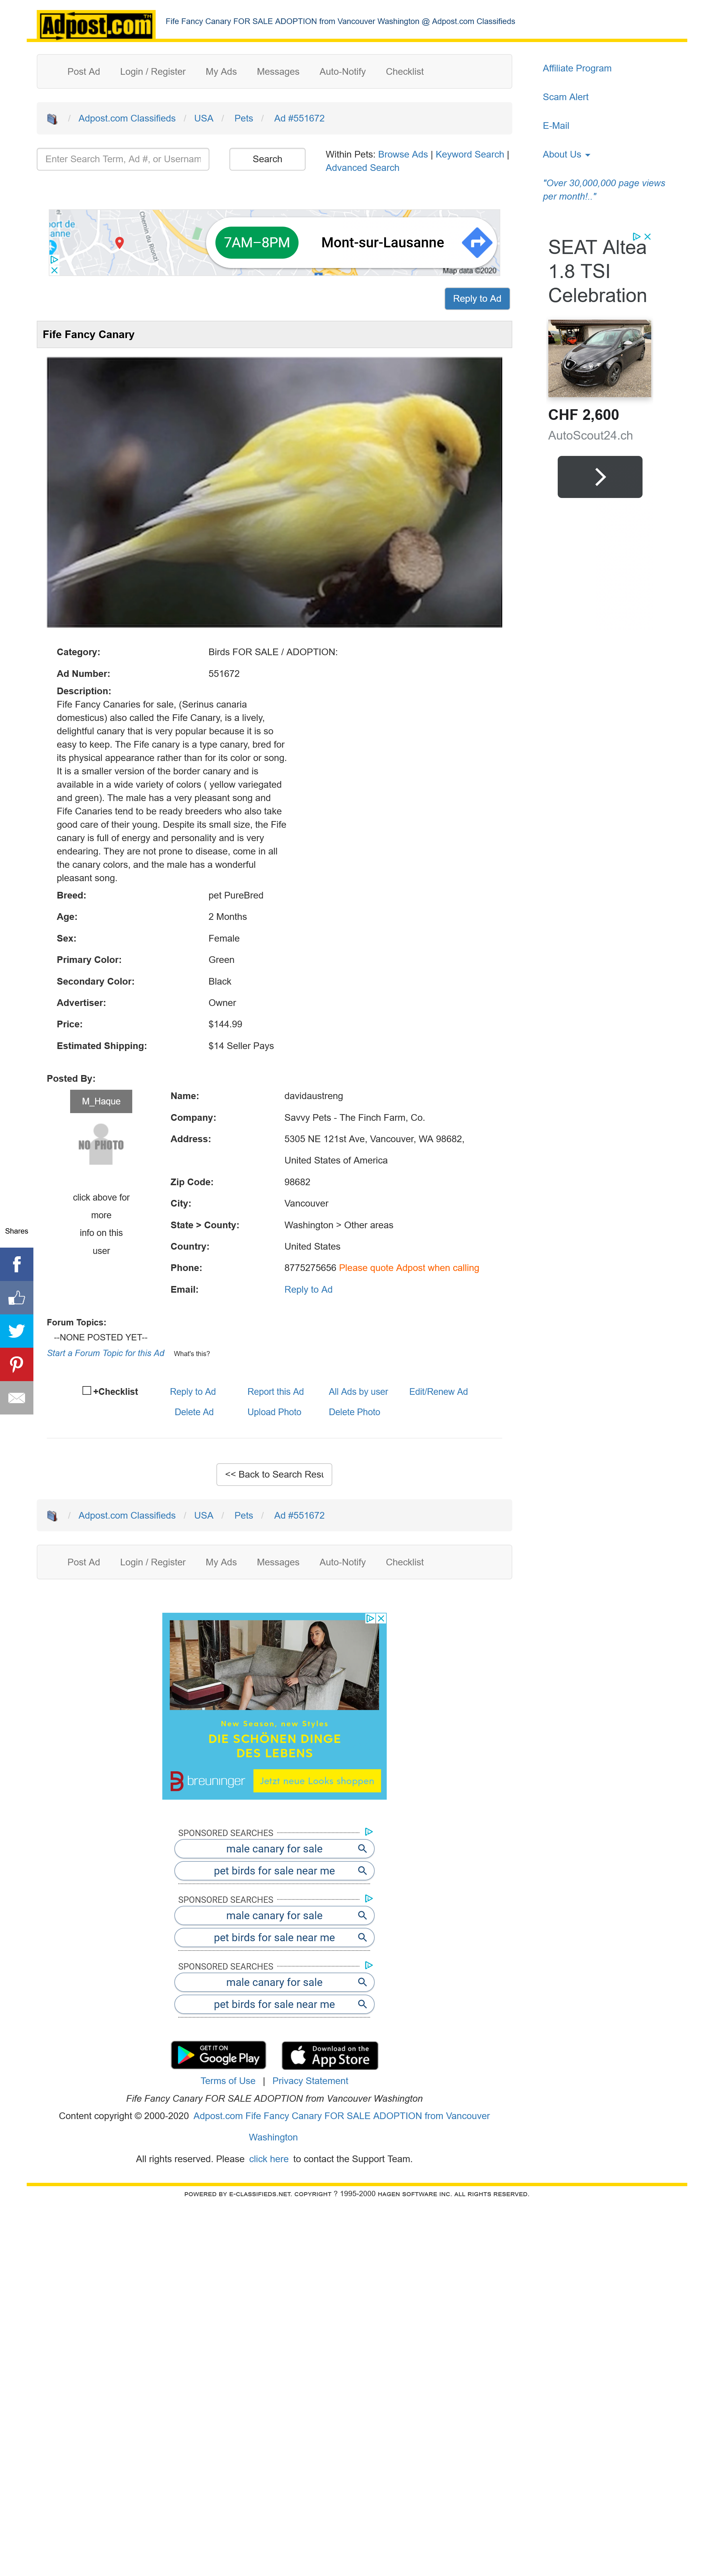 Adpost.com TM
Fife Fancy Canary FOR SALE ADOPTION from Vancouver Washington @ Adpost.com Classifieds
Post Ad Login / Register My Ads Messages Auto-Notify Checklist
/ Adpost.com Classifieds / USA / Pets / Ad #551672
Enter Search Term, Ad #, or Usernam
Search
Within Pets: Browse Ads | Keyword Search |
Advanced Search
Affiliate Program
Scam Alert
E-Mail
About Us
"Over 30,000,000 page views
per month!.."
Chemin du Boisin
7AM–8PM
Mont-sur-Lausanne
Map data ©2020
SEAT Altea
1.8 TSI
Celebration
CHF 2,600
AutoScout24.ch
Reply to Ad
Fife Fancy Canary
Category: Birds FOR SALE / ADOPTION:
Ad Number: 551672
Description:
Fife Fancy Canaries for sale, (Serinus canaria
domesticus) also called the Fife Canary, is a lively,
delightful canary that is very popular because it is so
easy to keep. The Fife canary is a type canary, bred for
its physical appearance rather than for its color or song.
It is a smaller version of the border canary and is
available in a wide variety of colors ( yellow variegated
and green). The male has a very pleasant song and
Fife Canaries tend to be ready breeders who also take
good care of their young. Despite its small size, the Fife
canary is full of energy and personality and is very
endearing. They are not prone to disease, come in all
the canary colors, and the male has a wonderful
pleasant song.
Breed: pet PureBred
Age: 2 Months
Sex: Female
Primary Color: Green
Secondary Color: Black
Advertiser: Owner
Price: $144.99
Estimated Shipping: $14 Seller Pays
Posted By:
M_Haque
NO PHOTO
click above for
more
info on this
user
Name: davidaustreng
Company: Savvy Pets - The Finch Farm, Co.
Address: 5305 NE 121st Ave, Vancouver, WA 98682,
United States of America
Zip Code: 98682
City: Vancouver
State > County: Washington > Other areas
Country: United States
Phone: 8775275656 Please quote Adpost when calling
Email: Reply to Ad
Shares
Forum Topics:
--NONE POSTED YET--
Start a Forum Topic for this Ad What's this?
+Checklist Reply to Ad Report this Ad All Ads by user Edit/Renew Ad
Delete Ad Upload Photo Delete Photo
<< Back to Search Resu
/ Adpost.com Classifieds / USA / Pets / Ad #551672
Post Ad Login / Register My Ads Messages Auto-Notify Checklist
New Season, new Styles
DIE SCHÖNEN DINGE
DES LEBENS
breuninger
Jetzt neue Looks shoppen
SPONSORED SEARCHES
male canary for sale
pet birds for sale near me
SPONSORED SEARCHES
male canary for sale
pet birds for sale near me
SPONSORED SEARCHES
male canary for sale
pet birds for sale near me
GET IT ON
Google Play
Download on the
App Store
Terms of Use | Privacy Statement
Fife Fancy Canary FOR SALE ADOPTION from Vancouver Washington
Content copyright © 2000-2020 Adpost.com Fife Fancy Canary FOR SALE ADOPTION from Vancouver
Washington
All rights reserved. Please click here to contact the Support Team.
POWERED BY E-CLASSIFIEDS.NET. COPYRIGHT ? 1995-2000 HAGEN SOFTWARE INC. ALL RIGHTS RESERVED.